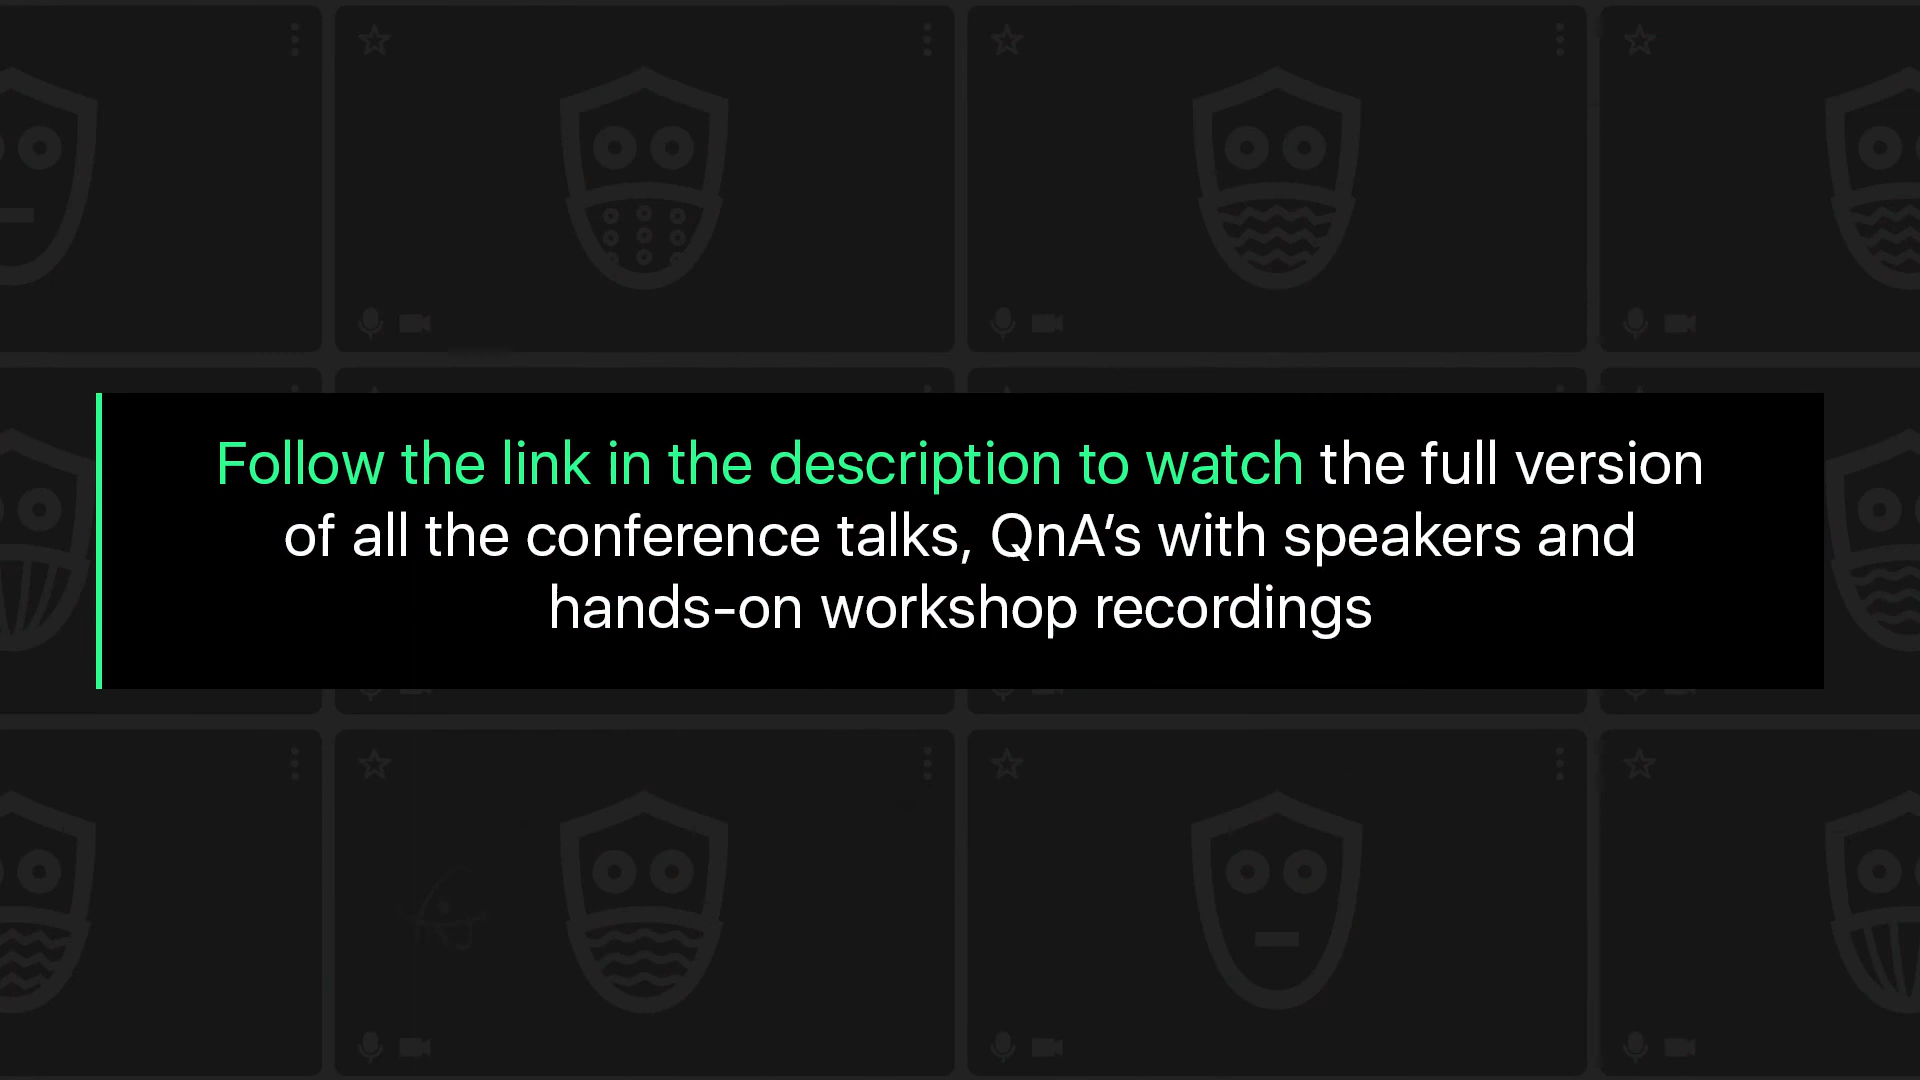 Follow the link in the description to watch the full version
of all the conference talks, QnA’s with speakers and
hands-on workshop recordings